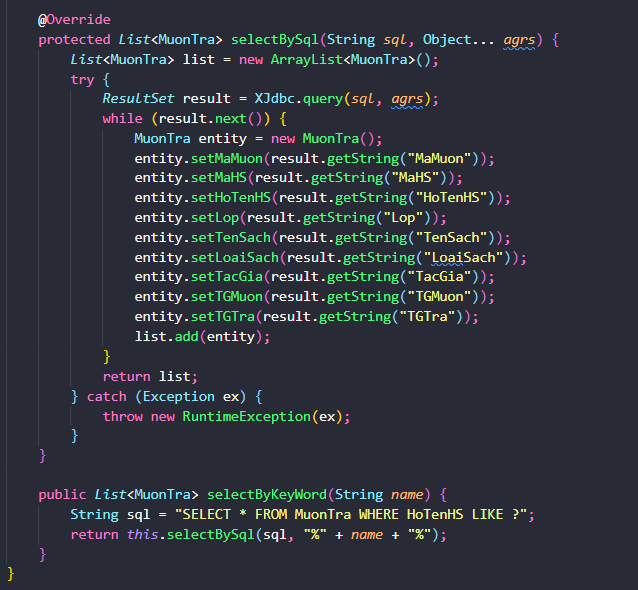 @Override
protected List<MuonTra> selectBySql(String sql, Object... agrs) {
List<MuonTra> list = new ArrayList<MuonTra>();
try {
ResultSet result = XJdbc.query(sql, agrs);
while (result.next()) {
MuonTra entity = new MuonTra();
entity.setMaMuon(result.getString("MaMuon"));
entity.setMaHS(result.getString("MaHS"));
entity.setHoTenHS(result.getString("HoTenHS"));
entity.setLop(result.getString("Lop"));
entity.setTenSach(result.getString("TenSach"));
entity.setLoaiSach(result.getString("LoaiSach"));
entity.setTacGia(result.getString("TacGia"));
entity.setTGMuon(result.getString("TGMuon"));
entity.setTGTra(result.getString("TGTra"));
list.add(entity);
}
return list;
} catch (Exception ex) {
throw new RuntimeException(ex);
}
}
public List<MuonTra> selectByKeyWord(String name) {
String sql = "SELECT * FROM MuonTra WHERE HoTenHS LIKE ?";
return this.selectBySql(sql, "%" + name + "%");
}
}